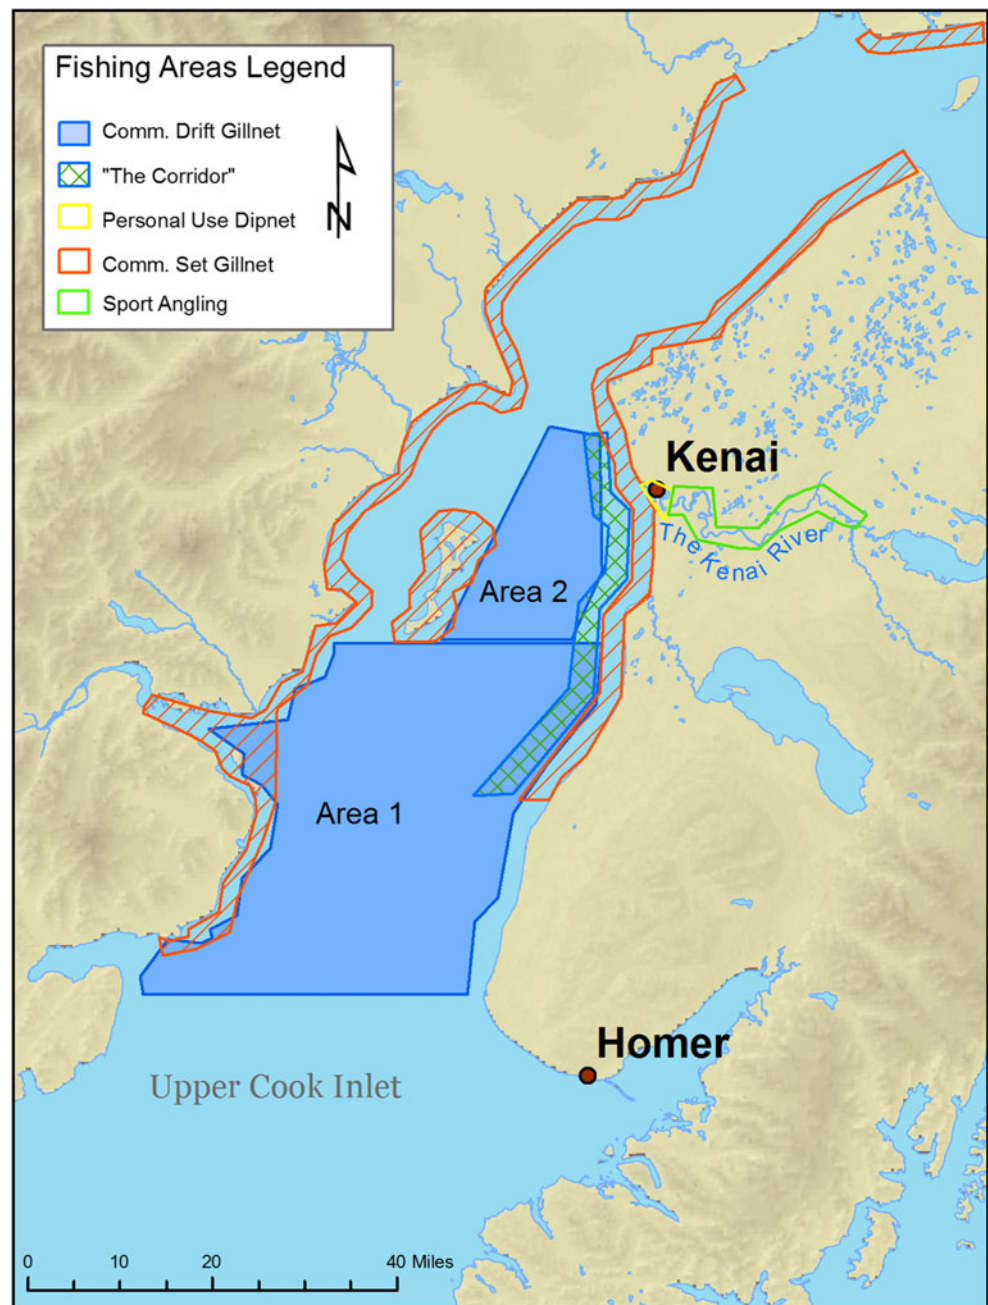 Fishing Areas Legend
Comm. Drift Gillnet
"The Corridor"
Personal Use Dipnet
Comm. Set Gillnet
Sport Angling
N
Kenai
The Kenai River
Area 2
Area 1
Homer
Upper Cook Inlet
0 10 20 40 Miles